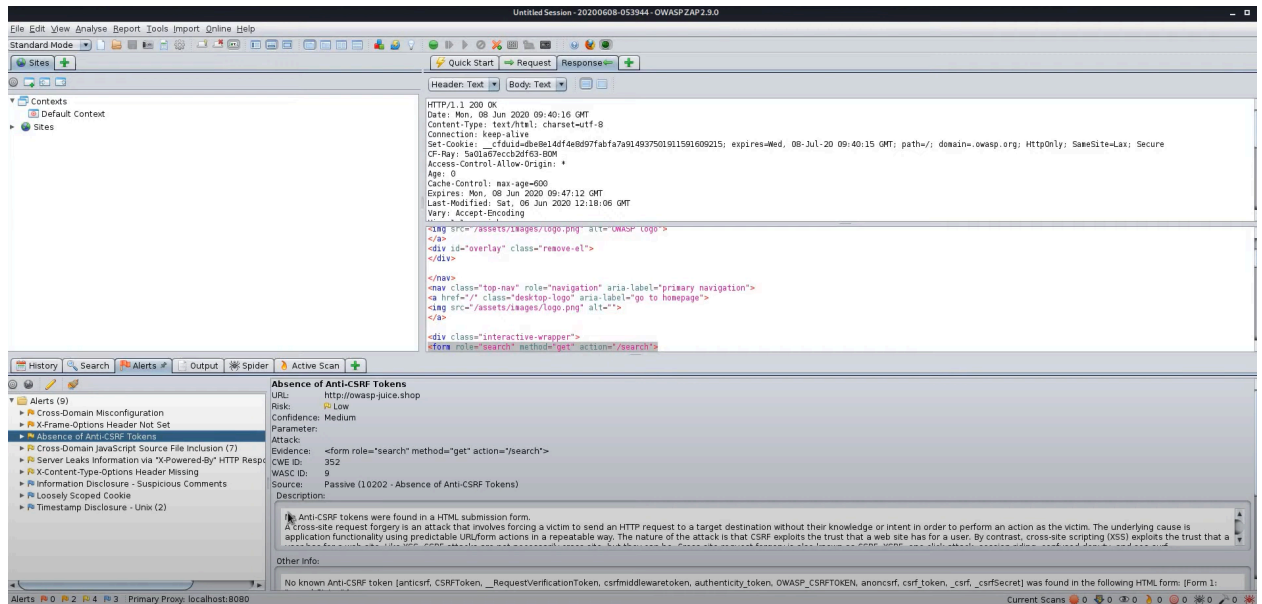 Untitled Session - 20200608-053944 - OWASP ZAP 2.9.0
File Edit View Analyse Report Tools Import Online Help
Standard Mode
Sites
Quick Start Request Response
Header: Text Body: Text
Contexts
Default Context
Sites
HTTP/1.1 200 OK
Date: Mon, 08 Jun 2020 09:40:16 GMT
Content-Type: text/html; charset=utf-8
Connection: keep-alive
Set-Cookie: __cfduid=dbe8e14df4e8d97fabfa7a914937501911591609215; expires=Wed, 08-Jul-20 09:40:15 GMT; path=/; domain=.owasp.org; HttpOnly; SameSite=Lax; Secure
CF-Ray: 5a01a67eccb2df63-BOM
Access-Control-Allow-Origin: *
Age: 0
Cache-Control: max-age=600
Expires: Mon, 08 Jun 2020 09:47:12 GMT
Last-Modified: Sat, 06 Jun 2020 12:18:06 GMT
Vary: Accept-Encoding
<img src="/assets/images/logo.png" alt="OWASP logo">
</a>
<div id="overlay" class="remove-el">
</div>
</nav>
<nav class="top-nav" role="navigation" aria-label="primary navigation">
<a href="/" class="desktop-logo" aria-label="go to homepage">
<img src="/assets/images/logo.png" alt="">
</a>
<div class="interactive-wrapper">
<form role="search" method="get" action="/search">
History Search Alerts Output Spider Active Scan
Alerts (9)
Cross-Domain Misconfiguration
X-Frame-Options Header Not Set
Absence of Anti-CSRF Tokens
Cross-Domain JavaScript Source File Inclusion (7)
Server Leaks Information via "X-Powered-By" HTTP Respo
X-Content-Type-Options Header Missing
Information Disclosure - Suspicious Comments
Loosely Scoped Cookie
Timestamp Disclosure - Unix (2)
Absence of Anti-CSRF Tokens
URL: http://owasp-juice.shop
Risk: Low
Confidence: Medium
Parameter:
Attack:
Evidence: <form role="search" method="get" action="/search">
CWE ID: 352
WASC ID: 9
Source: Passive (10202 - Absence of Anti-CSRF Tokens)
Description:
Anti-CSRF tokens were found in a HTML submission form.
A cross-site request forgery is an attack that involves forcing a victim to send an HTTP request to a target destination without their knowledge or intent in order to perform an action as the victim. The underlying cause is
application functionality using predictable URL/form actions in a repeatable way. The nature of the attack is that CSRF exploits the trust that a web site has for a user. By contrast, cross-site scripting (XSS) exploits the trust that a
Other Info:
No known Anti-CSRF token [anticsrf, CSRFToken, __RequestVerificationToken, csrfmiddlewaretoken, authenticity_token, OWASP_CSRFTOKEN, anoncsrf, csrf_token, _csrf, _csrfSecret] was found in the following HTML form: [Form 1:
Alerts 0 2 4 3 Primary Proxy: localhost:8080
Current Scans 0 0 0 0 0 0 0